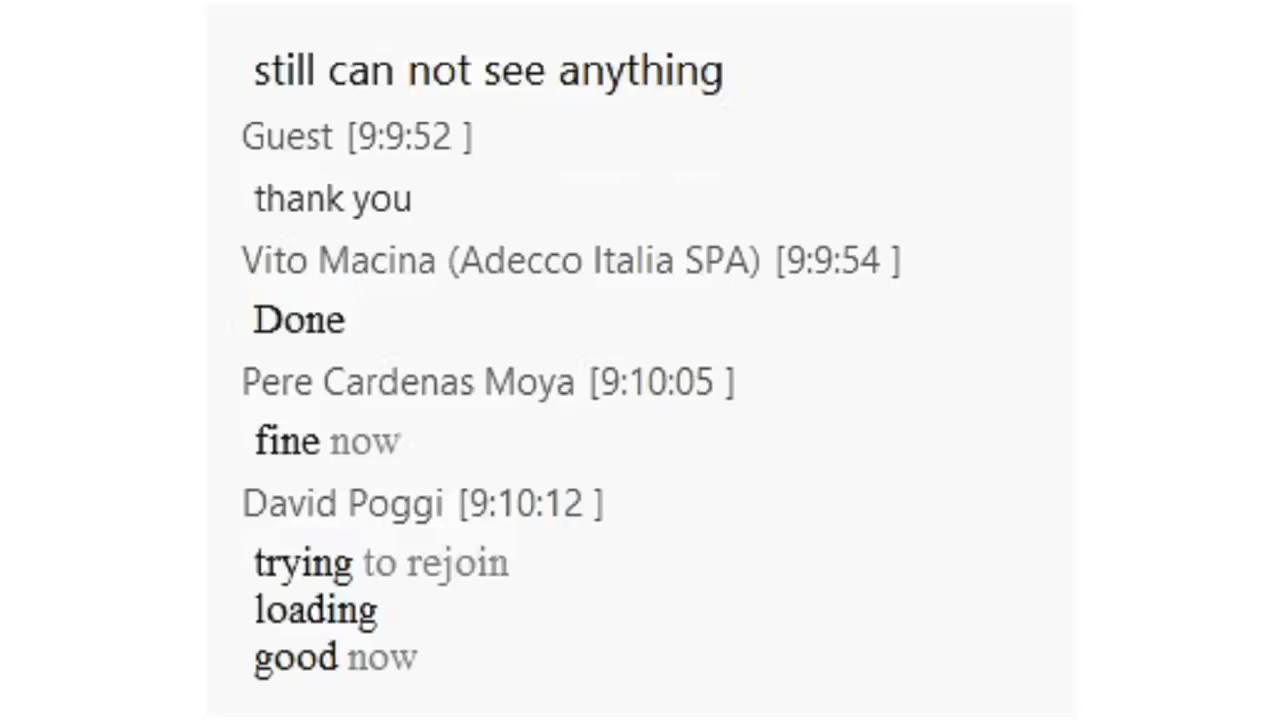 still can not see anything
Guest [9:9:52 ]
thank you
Vito Macina (Adecco Italia SPA) [9:9:54 ]
Done
Pere Cardenas Moya [9:10:05 ]
fine now
David Poggi [9:10:12 ]
trying to rejoin
loading
good now